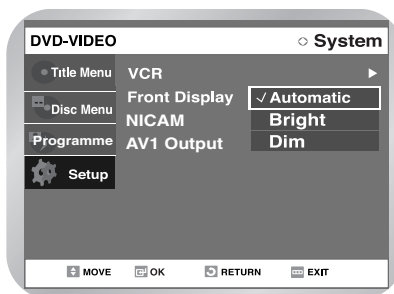 DVD-VIDEO ○ System
Title Menu
Disc Menu
Programme
Setup
VCR ►
Front Display
NICAM
AV1 Output
✓ Automatic
Bright
Dim
MOVE OK RETURN EXIT